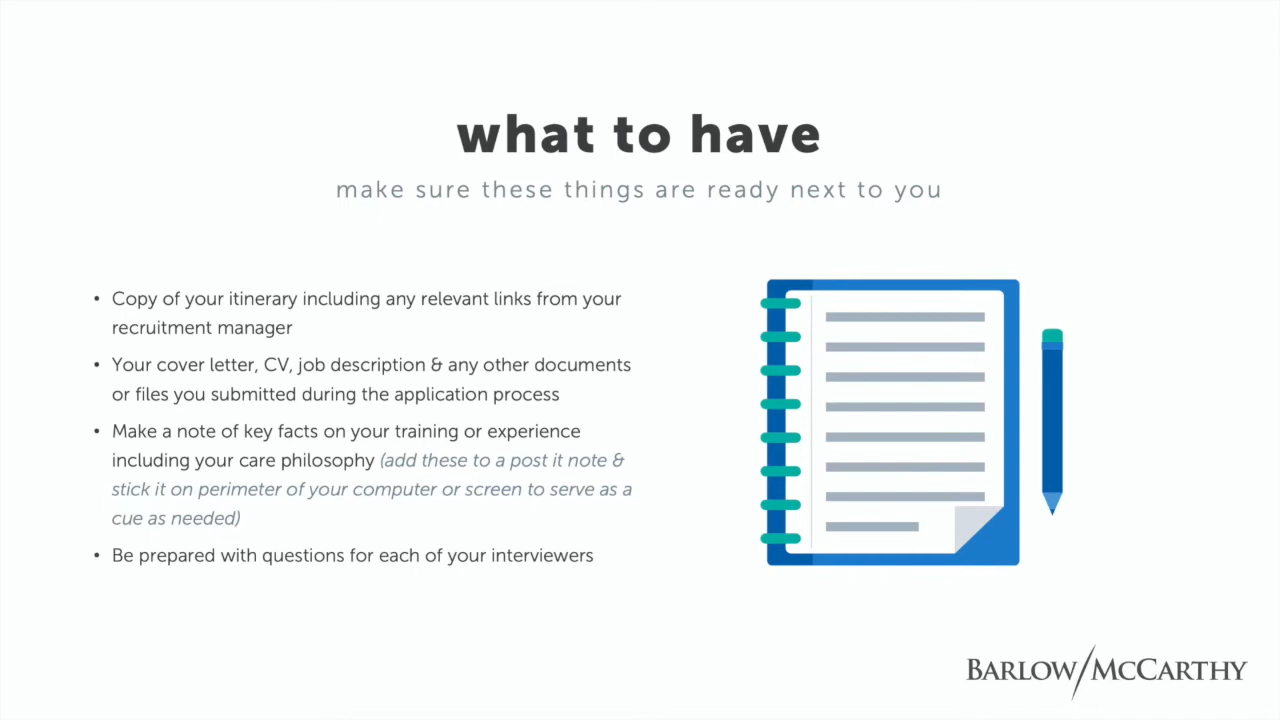 what to have
make sure these things are ready next to you
• Copy of your itinerary including any relevant links from your
recruitment manager
• Your cover letter, CV, job description & any other documents
or files you submitted during the application process
• Make a note of key facts on your training or experience
including your care philosophy (add these to a post it note &
stick it on perimeter of your computer or screen to serve as a
cue as needed)
• Be prepared with questions for each of your interviewers
BARLOW/MCCARTHY